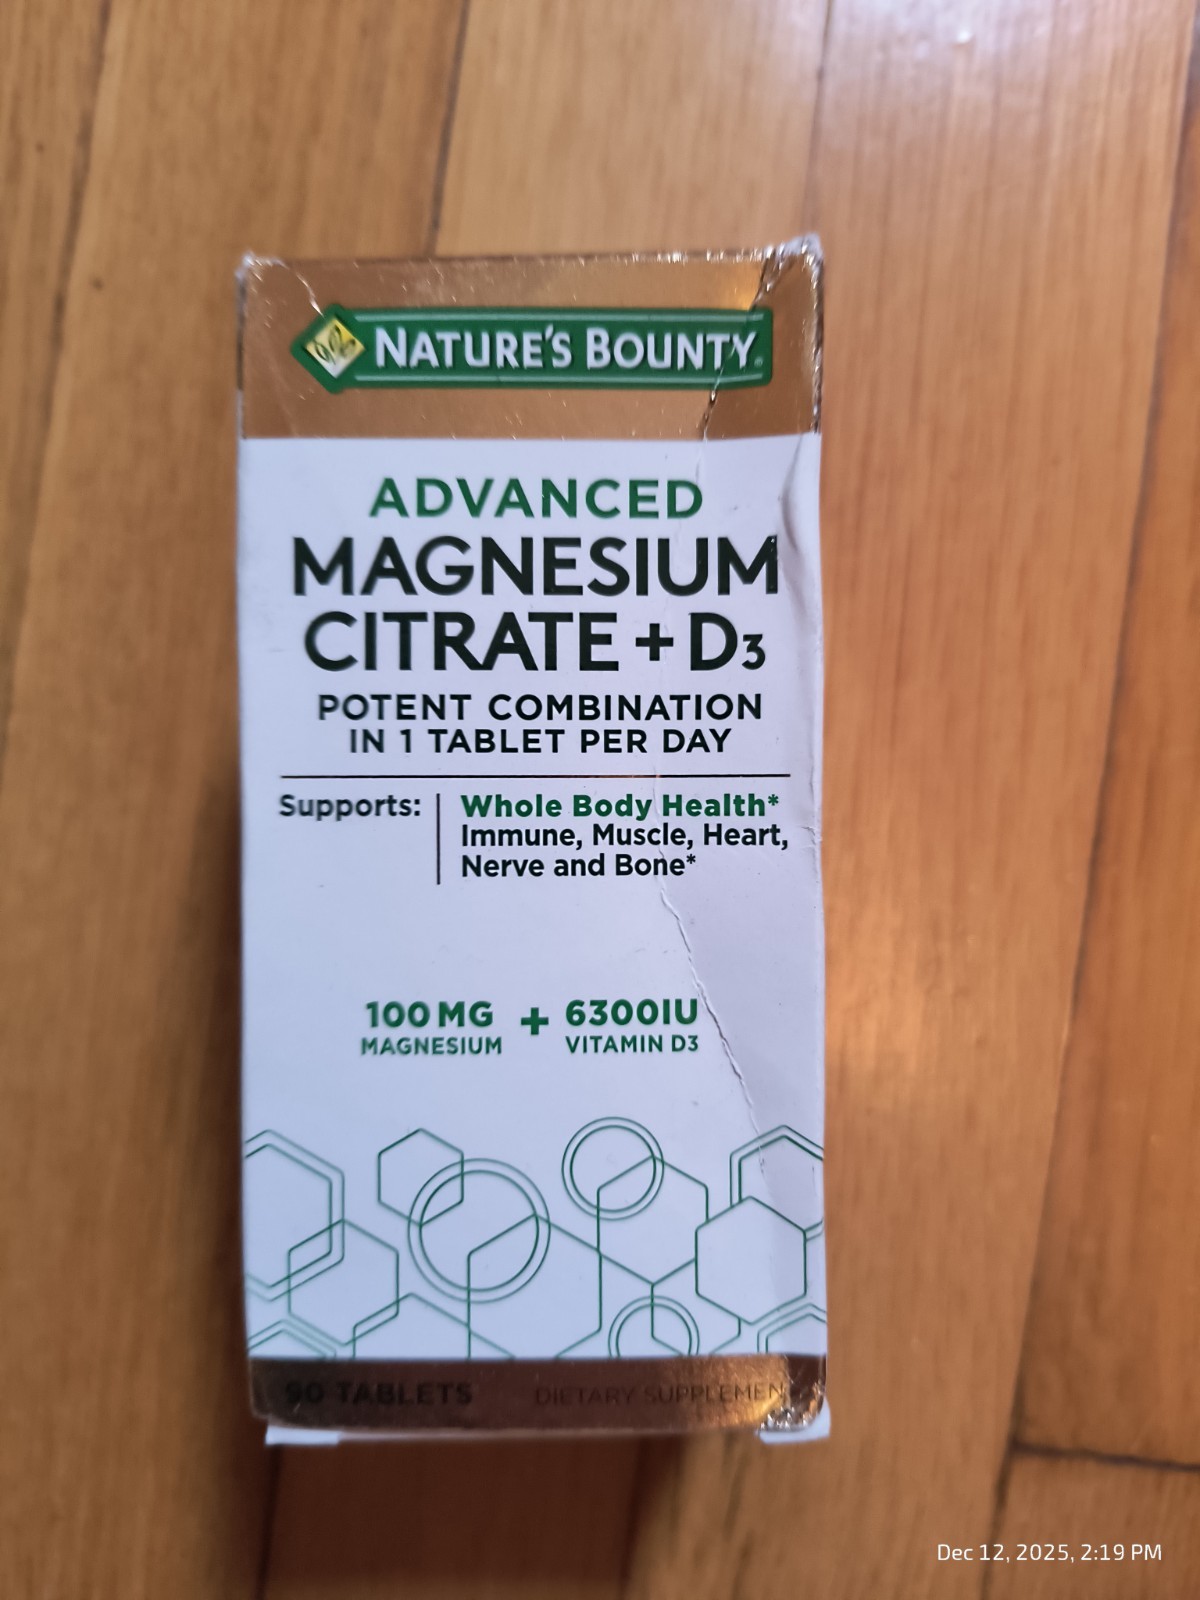 NATURE'S BOUNTY®
ADVANCED
MAGNESIUM
CITRATE + D3
POTENT COMBINATION
IN 1 TABLET PER DAY
Supports:
Whole Body Health*
Immune, Muscle, Heart,
Nerve and Bone*
100 MG + 6300IU
MAGNESIUM VITAMIN D3
90 TABLETS DIETARY SUPPLEMEN
Dec 12, 2025, 2:19 PM